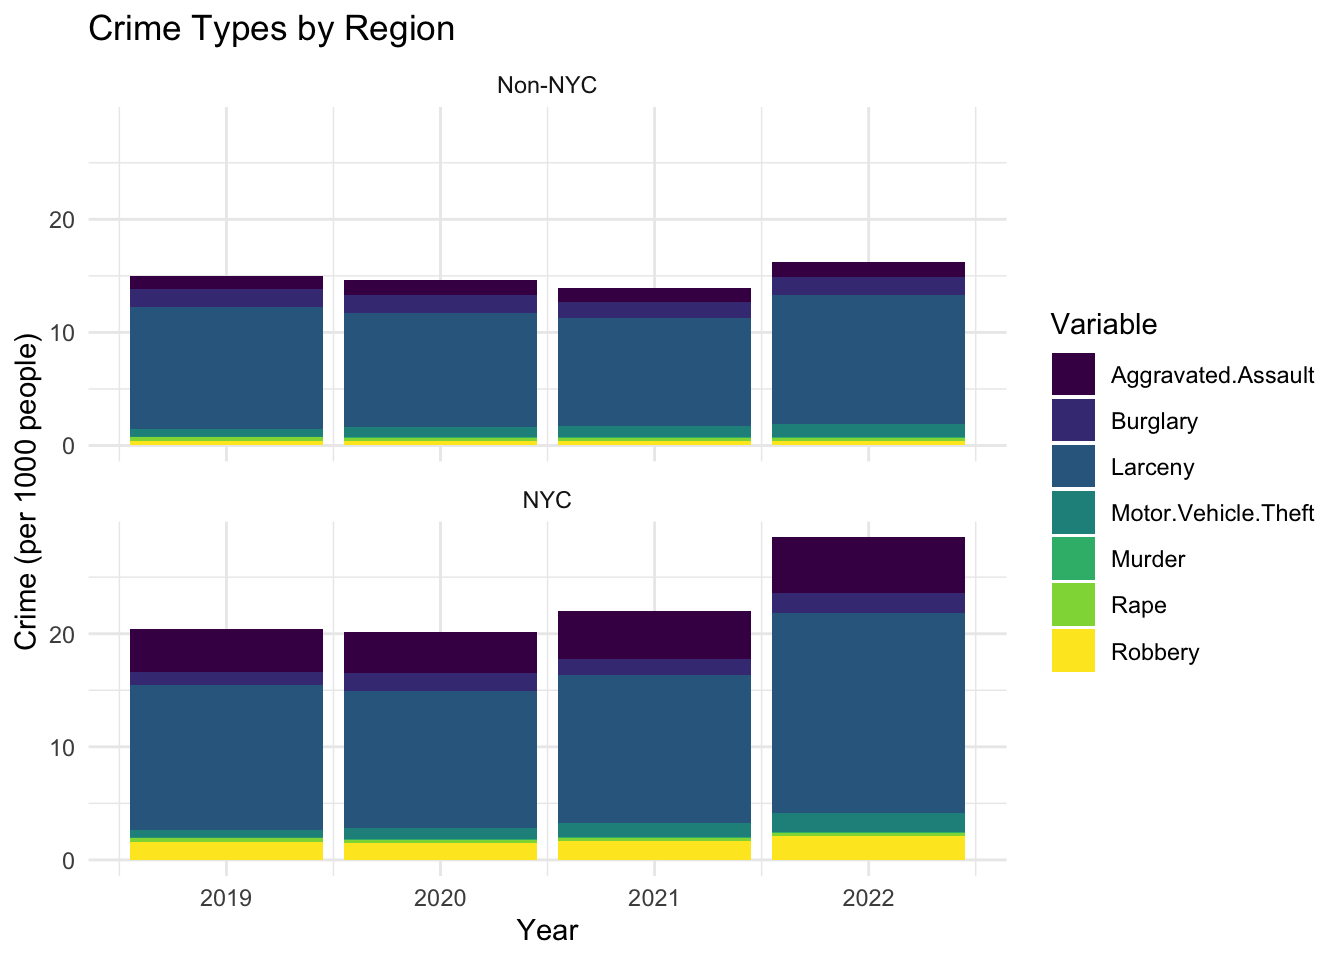 Crime Types by Region
Non-NYC
20
10
0
NYC
20
10
0
2019 2020 2021 2022
Year
Crime (per 1000 people)
Variable
Aggravated.Assault
Burglary
Larceny
Motor.Vehicle.Theft
Murder
Rape
Robbery